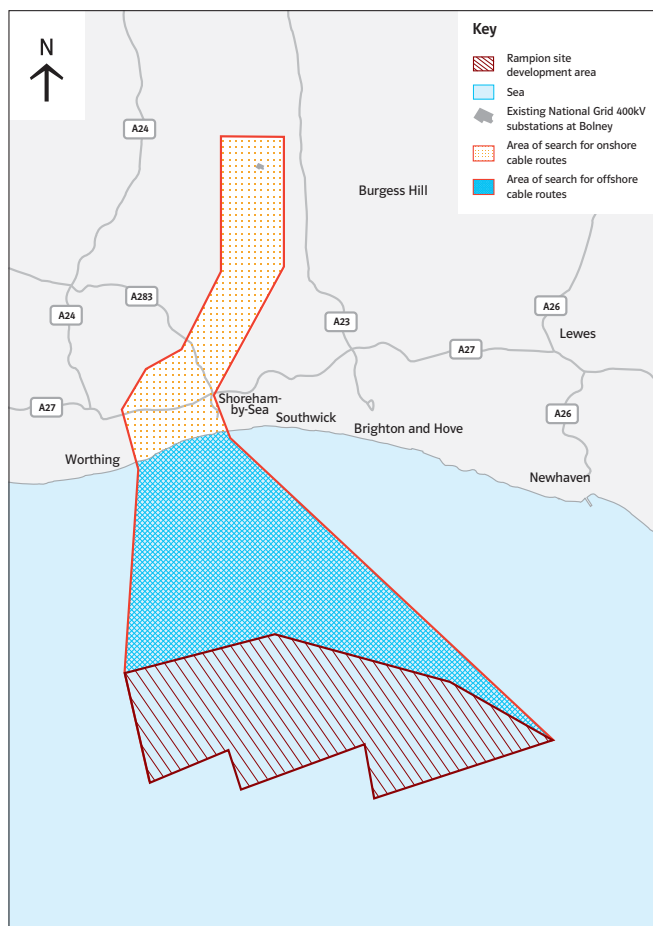 N
Key
Rampion site
development area
Sea
Existing National Grid 400kV
substations at Bolney
Area of search for onshore
cable routes
Area of search for offshore
cable routes
A24
Burgess Hill
A283
A24
A23
A26
Lewes
A27
A27
A26
Shoreham-
by-Sea
Southwick
Brighton and Hove
Worthing
Newhaven